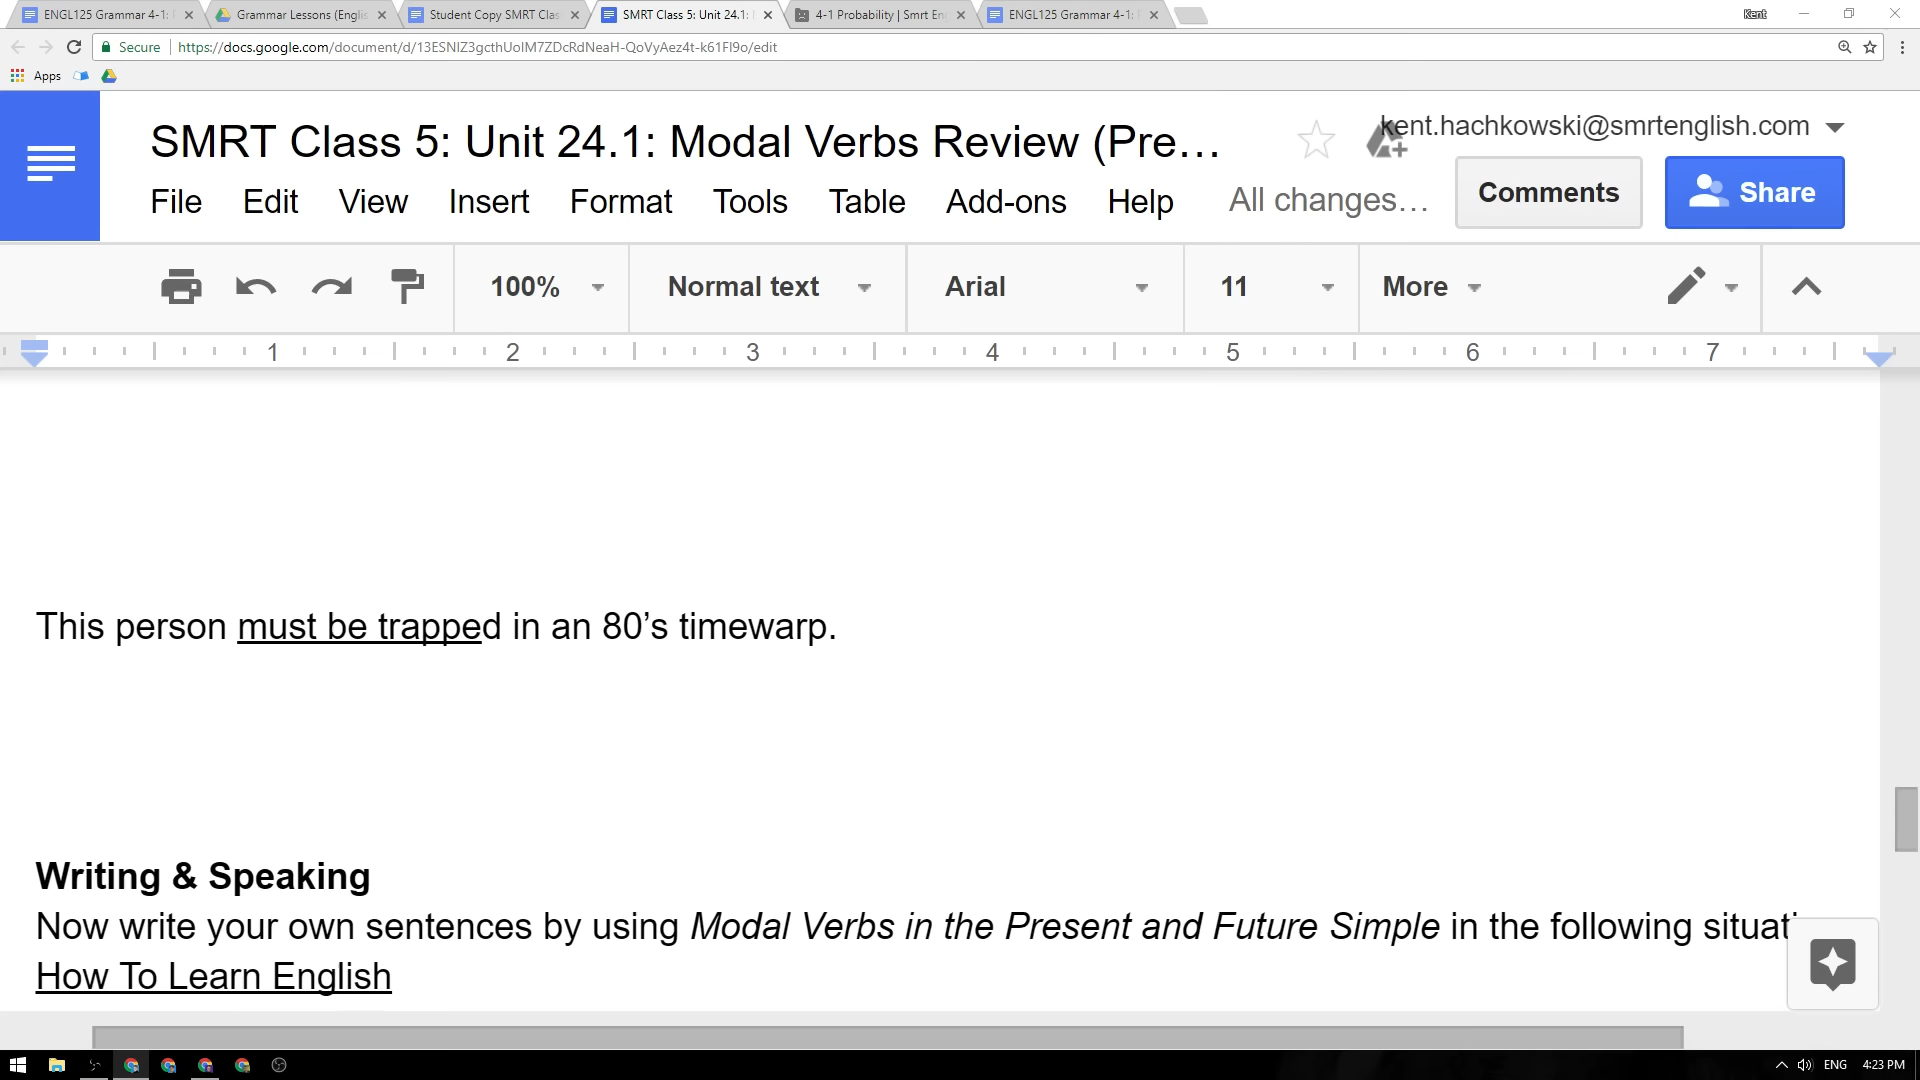 ENGL125 Grammar 4-1:
Grammar Lessons (Englis
Student Copy SMRT Clas
SMRT Class 5: Unit 24.1:
4-1 Probability | Smrt En
ENGL125 Grammar 4-1:
Kent
Secure
https://docs.google.com/document/d/13ESNlZ3gcthUolM7ZDcRdNeaH-QoVyAez4t-k61Fl9o/edit
Apps
SMRT Class 5: Unit 24.1: Modal Verbs Review (Pre…
kent.hachkowski@smrtenglish.com
File Edit View Insert Format Tools Table Add-ons Help All changes…
Comments
Share
100% Normal text Arial 11 More
1 2 3 4 5 6 7
This person must be trapped in an 80’s timewarp.
Writing & Speaking
Now write your own sentences by using Modal Verbs in the Present and Future Simple in the following situati
How To Learn English
ENG 4:23 PM